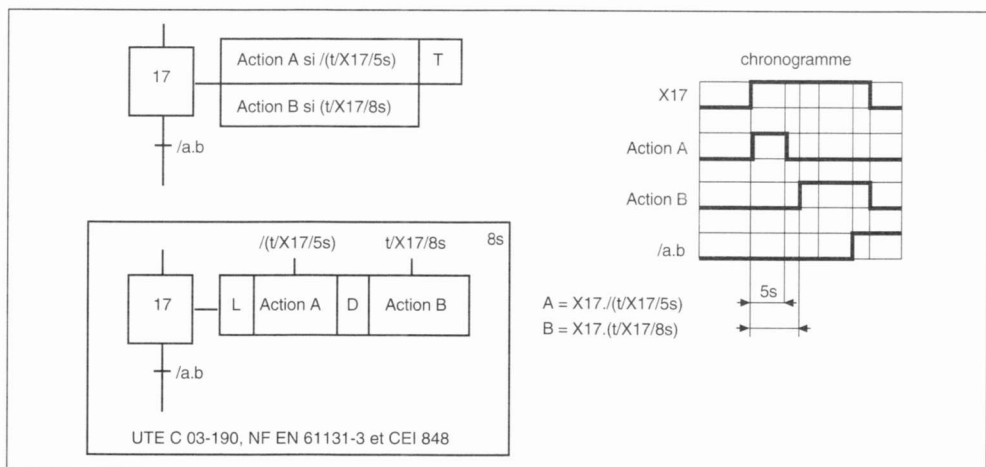 17
Action A si /(t/X17/5s)
T
Action B si (t/X17/8s)
/a.b
/(t/X17/5s)
t/X17/8s
8s
17
L
Action A
D
Action B
/a.b
UTE C 03-190, NF EN 61131-3 et CEI 848
chronogramme
X17
Action A
Action B
/a.b
5s
A = X17./(t/X17/5s)
B = X17.(t/X17/8s)